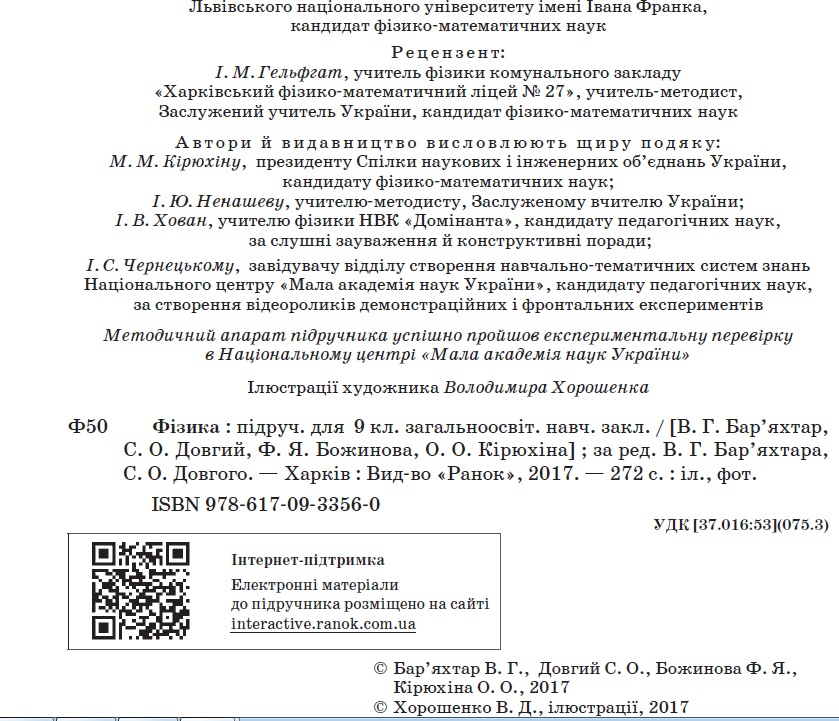 Львівського національного університету імені Івана Франка,
кандидат фізико-математичних наук
Рецензент:
І. М. Гельфгат, учитель фізики комунального закладу
«Харківський фізико-математичний ліцей № 27», учитель-методист,
Заслужений учитель України, кандидат фізико-математичних наук
Автори й видавництво висловлюють щиру подяку:
М. М. Кірюхіну, президенту Спілки наукових і інженерних об’єднань України,
кандидату фізико-математичних наук;
І. Ю. Ненашеву, учителю-методисту, Заслуженому вчителю України;
І. В. Хован, учителю фізики НВК «Домінанта», кандидату педагогічних наук,
за слушні зауваження й конструктивні поради;
І. С. Чернецькому, завідувачу відділу створення навчально-тематичних систем знань
Національного центру «Мала академія наук України», кандидату педагогічних наук,
за створення відеороликів демонстраційних і фронтальних експериментів
Методичний апарат підручника успішно пройшов експериментальну перевірку
в Національному центрі «Мала академія наук України»
Ілюстрації художника Володимира Хорошенка
Ф50 Фізика : підруч. для 9 кл. загальноосвіт. навч. закл. / [В. Г. Бар’яхтар,
С. О. Довгий, Ф. Я. Божинова, О. О. Кірюхіна] ; за ред. В. Г. Бар’яхтара,
С. О. Довгого. — Харків : Вид-во «Ранок», 2017. — 272 с. : іл., фот.
ISBN 978-617-09-3356-0
УДК [37.016:53](075.3)
Інтернет-підтримка
Електронні матеріали
до підручника розміщено на сайті
interactive.ranok.com.ua
© Бар’яхтар В. Г., Довгий С. О., Божинова Ф. Я.,
Кірюхіна О. О., 2017
© Хорошенко В. Д., ілюстрації, 2017